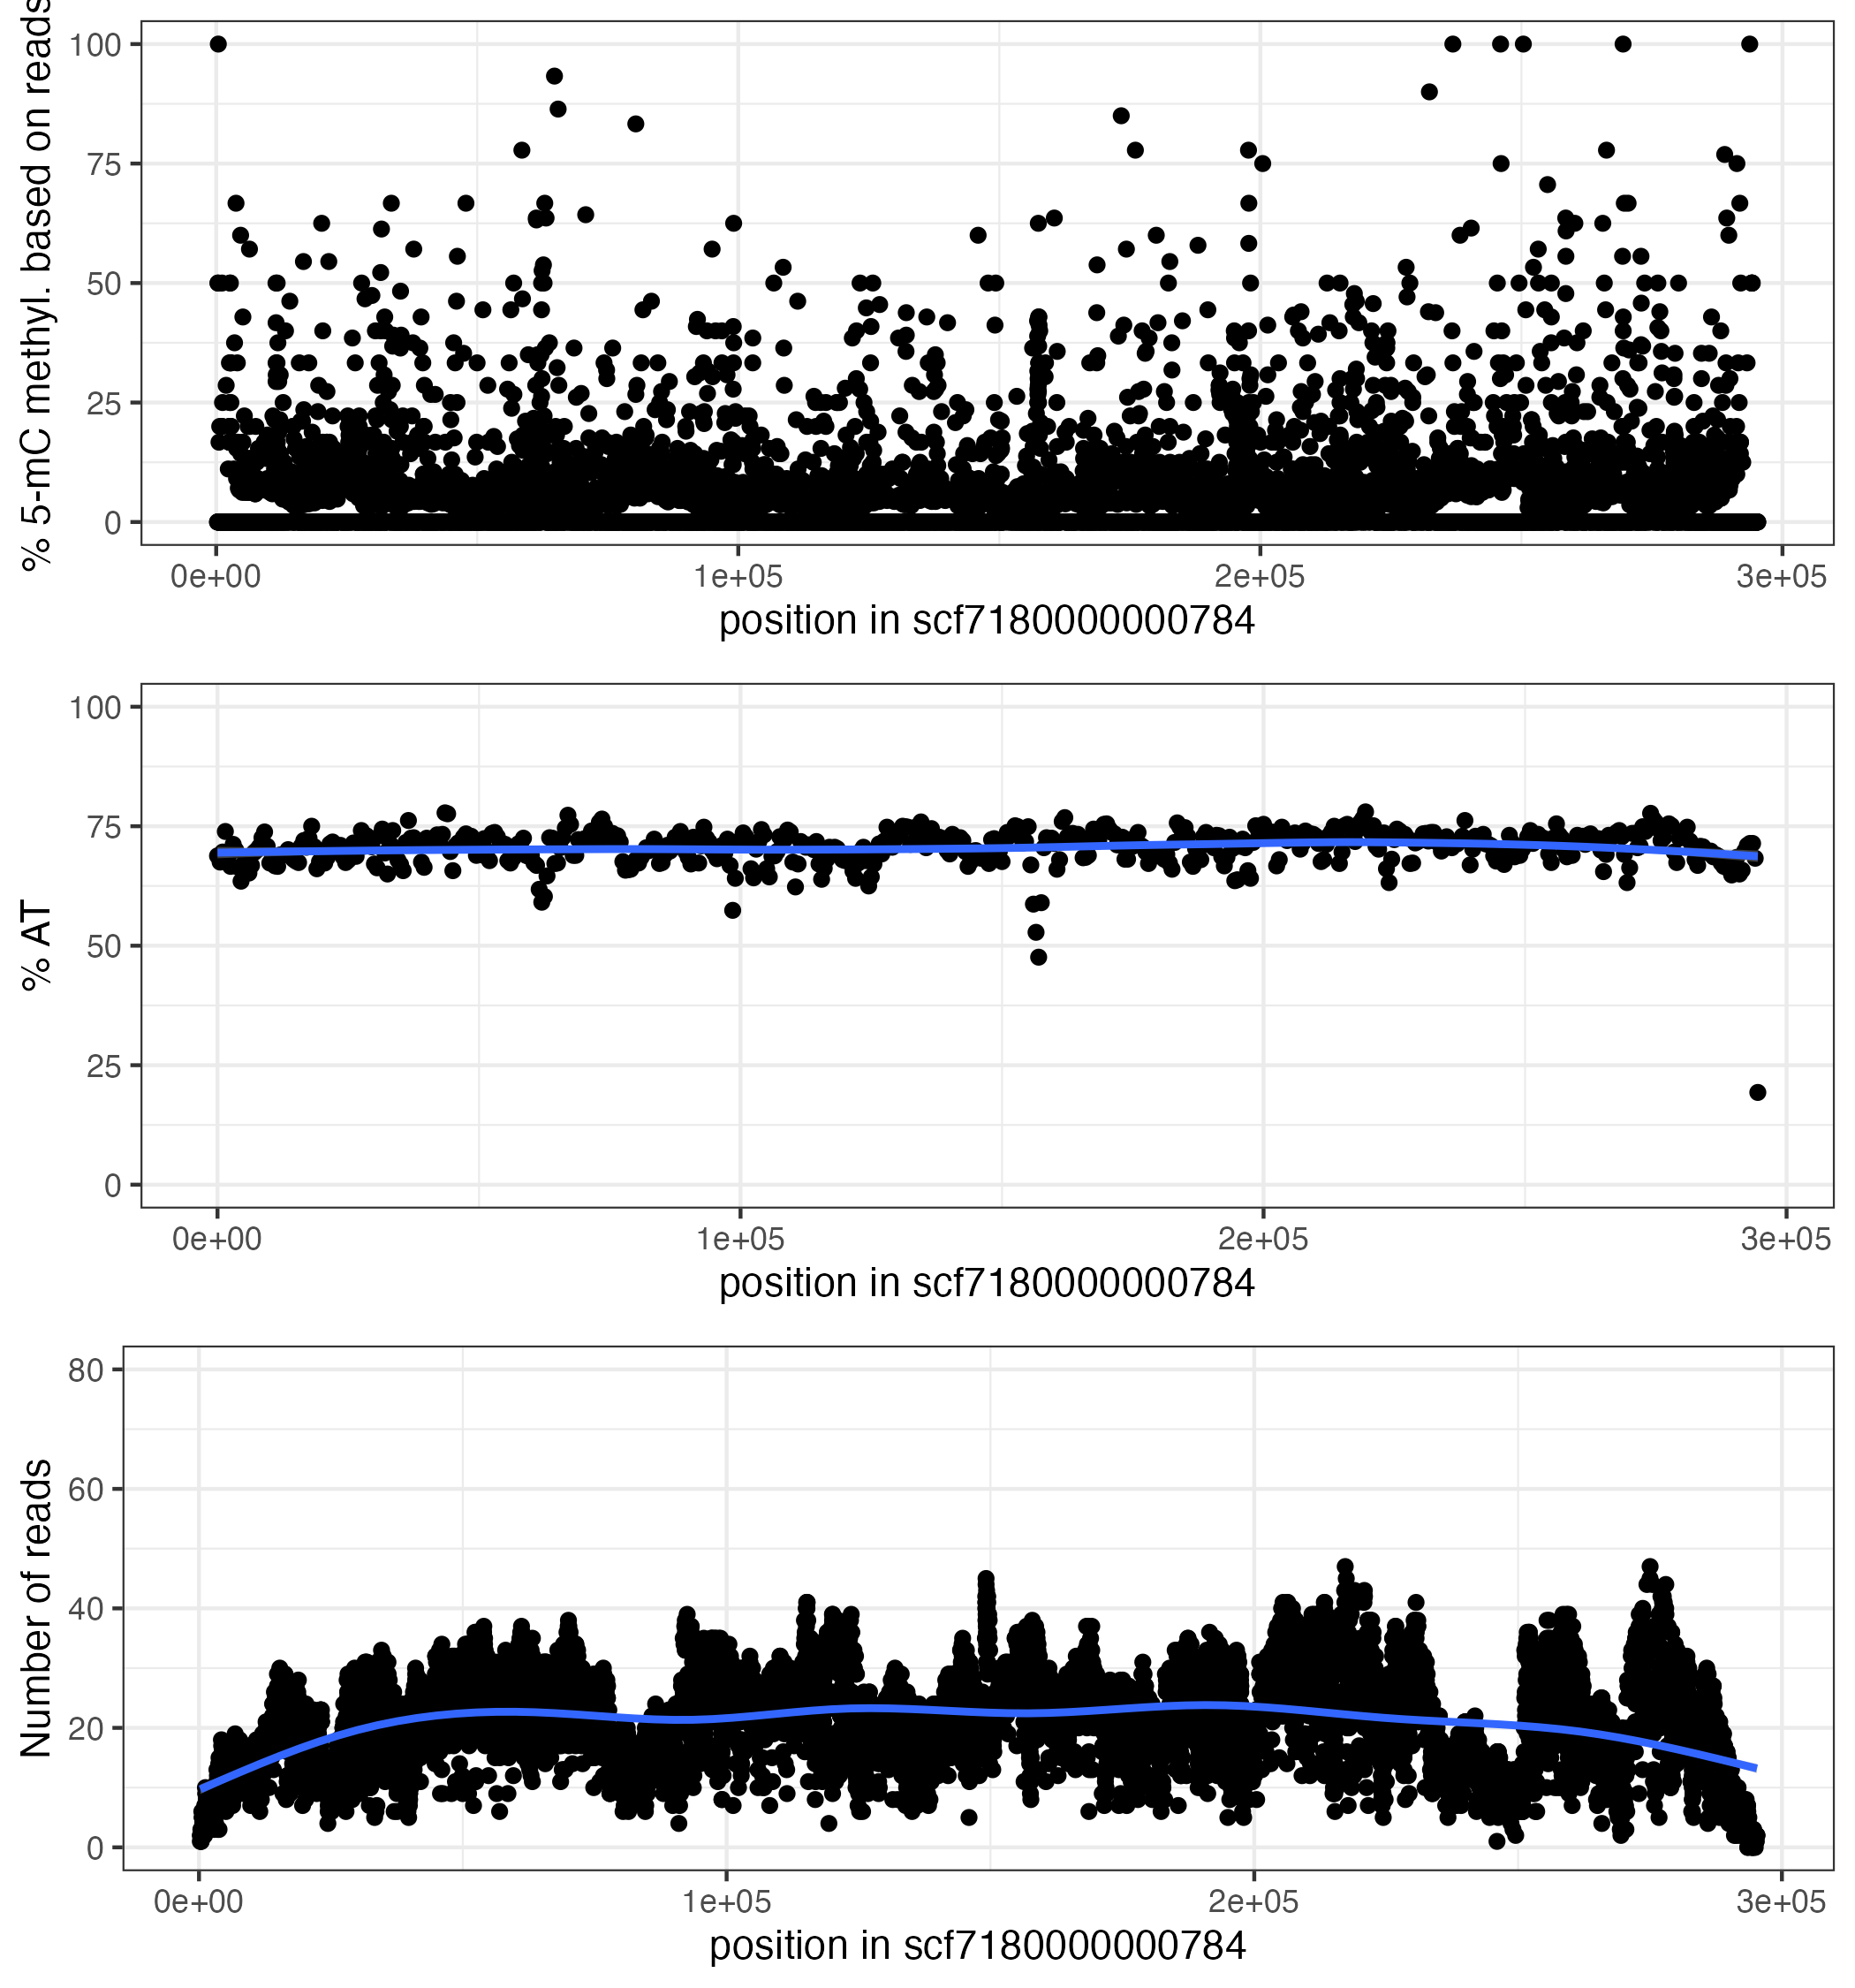 % 5-mC methyl. based on reads
100
75
50
25
0
0e+00 1e+05 2e+05 3e+05
position in scf7180000000784
% AT
100
75
50
25
0
0e+00 1e+05 2e+05 3e+05
position in scf7180000000784
Number of reads
80
60
40
20
0
0e+00 1e+05 2e+05 3e+05
position in scf7180000000784